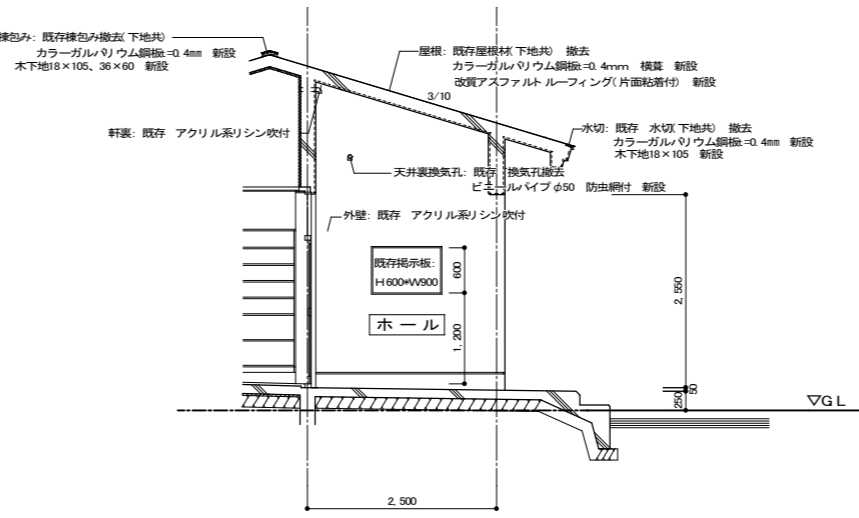 棟包み: 既存棟包み撤去(下地共)
カラーガルバリウム鋼板t=0.4mm 新設
木下地18×105、36×60 新設
屋根: 既存屋根材(下地共) 撤去
カラーガルバリウム鋼板t=0.4mm 横葺 新設
改質アスファルトルーフィング(片面粘着付) 新設
3/10
軒裏: 既存 アクリル系リシン吹付
水切: 既存 水切(下地共) 撤去
カラーガルバリウム鋼板t=0.4mm 新設
木下地18×105 新設
天井裏換気孔: 既存 換気孔撤去
ビニールパイプφ50 防虫網付 新設
外壁: 既存 アクリル系リシン吹付
既存掲示板:
H600*W900
600
ホール
1,200
2,550
50
250
▽GL
2,500